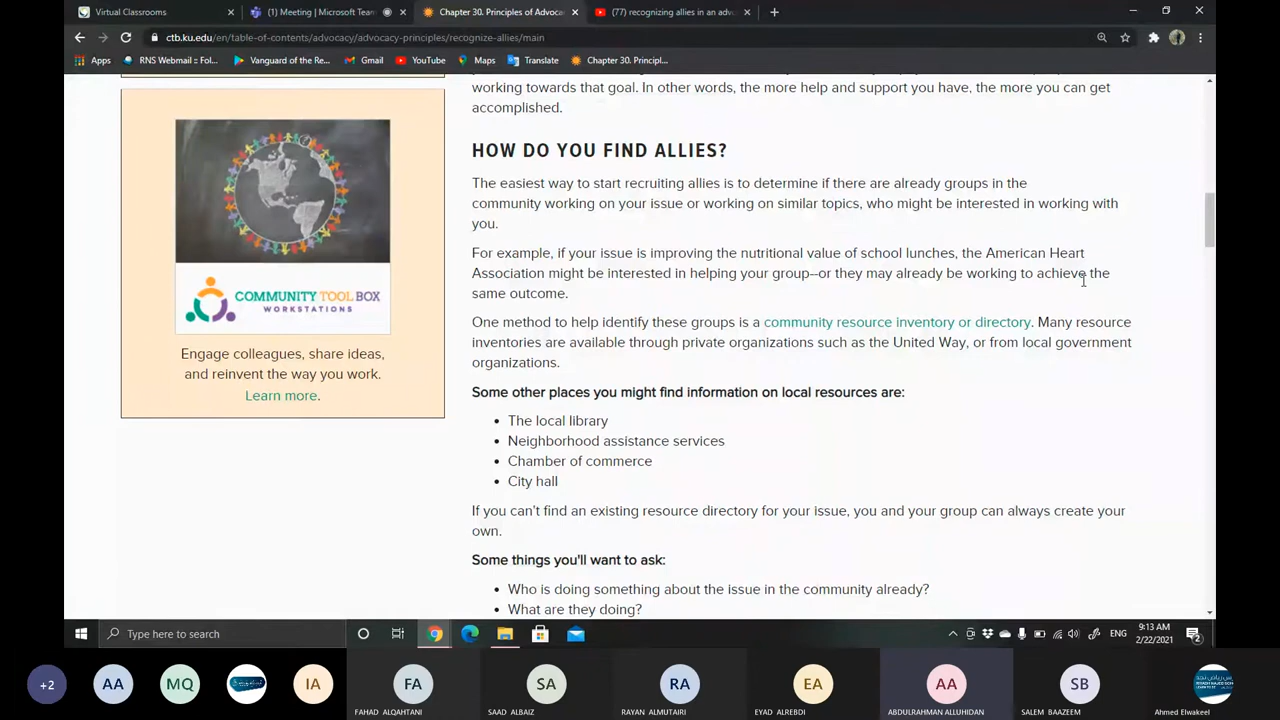 Virtual Classrooms
(1) Meeting | Microsoft Team
Chapter 30. Principles of Advoca
(77) recognizing allies in an advo
ctb.ku.edu/en/table-of-contents/advocacy/advocacy-principles/recognize-allies/main
Apps
RNS Webmail :: Fol...
Vanguard of the Re...
Gmail
YouTube
Maps
Translate
Chapter 30. Principl...
working towards that goal. In other words, the more help and support you have, the more you can get
accomplished.
HOW DO YOU FIND ALLIES?
The easiest way to start recruiting allies is to determine if there are already groups in the
community working on your issue or working on similar topics, who might be interested in working with
you.
For example, if your issue is improving the nutritional value of school lunches, the American Heart
Association might be interested in helping your group--or they may already be working to achieve the
same outcome.
One method to help identify these groups is a community resource inventory or directory. Many resource
inventories are available through private organizations such as the United Way, or from local government
organizations.
Some other places you might find information on local resources are:
• The local library
• Neighborhood assistance services
• Chamber of commerce
• City hall
If you can't find an existing resource directory for your issue, you and your group can always create your
own.
Some things you'll want to ask:
• Who is doing something about the issue in the community already?
• What are they doing?
COMMUNITY TOOL BOX
WORKSTATIONS
Engage colleagues, share ideas,
and reinvent the way you work.
Learn more.
Type here to search
ENG
9:13 AM
2/22/2021
2
+2
AA
MQ
IA
FA
FAHAD ALQAHTANI
SA
SAAD ALBAIZ
RA
RAYAN ALMUTAIRI
EA
EYAD ALREBDI
AA
ABDULRAHMAN ALLUHIDAN
SB
SALEM BAAZEEM
Ahmed Elwakeel